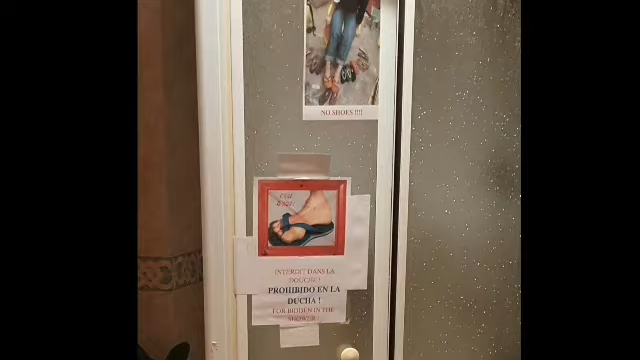 NO SHOES !!!!
INTERDIT DANS LA
DOUCHE !
PROHIBIDO EN LA
DUCHA !
FOR BIDDEN IN THE
SHOWER !